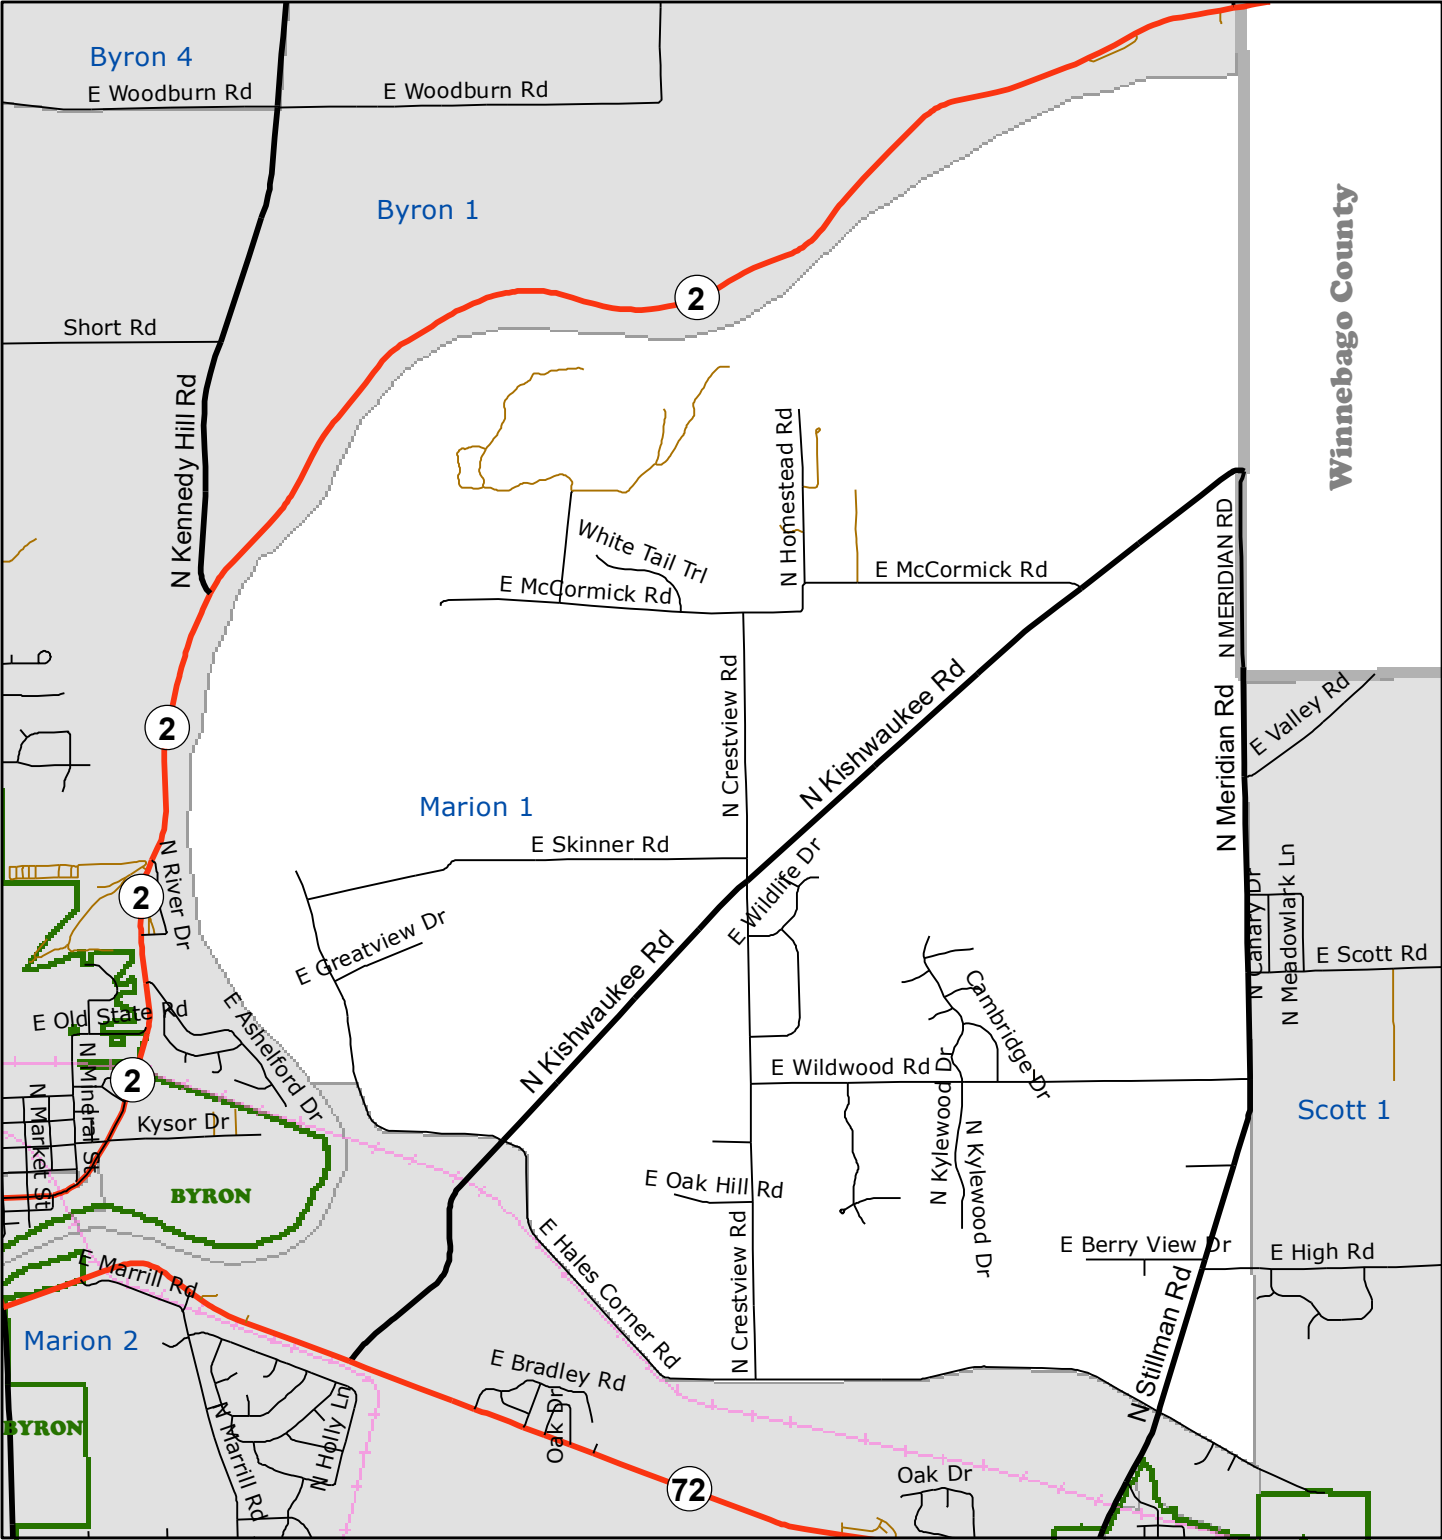 Byron 4
E Woodburn Rd
E Woodburn Rd
Byron 1
Winnebago County
2
Short Rd
N Kennedy Hill Rd
N Homestead Rd
White Tail Trl
E McCormick Rd
E McCormick Rd
N MERIDIAN RD
N Crestview Rd
N Kishwaukee Rd
N Meridian Rd
E Valley Rd
2
Marion 1
E Skinner Rd
N River Dr
2
E Wildlife Dr
N Canary Dr
N Meadowlark Ln
E Greatview Dr
N Kishwaukee Rd
E Scott Rd
Cambridge Dr
E Old State Rd
E Ashelford Dr
N Mineral St
2
E Wildwood Rd
N Market St
Kysor Dr
N Kylewood Dr
N Kylewood Dr
Scott 1
BYRON
E Oak Hill Rd
E Hales Corner Rd
N Crestview Rd
E Berry View Dr
E High Rd
E Marrill Rd
N Stillman Rd
Marion 2
E Bradley Rd
Oak Dr
N Holly Ln
N Marrill Rd
BYRON
72
Oak Dr